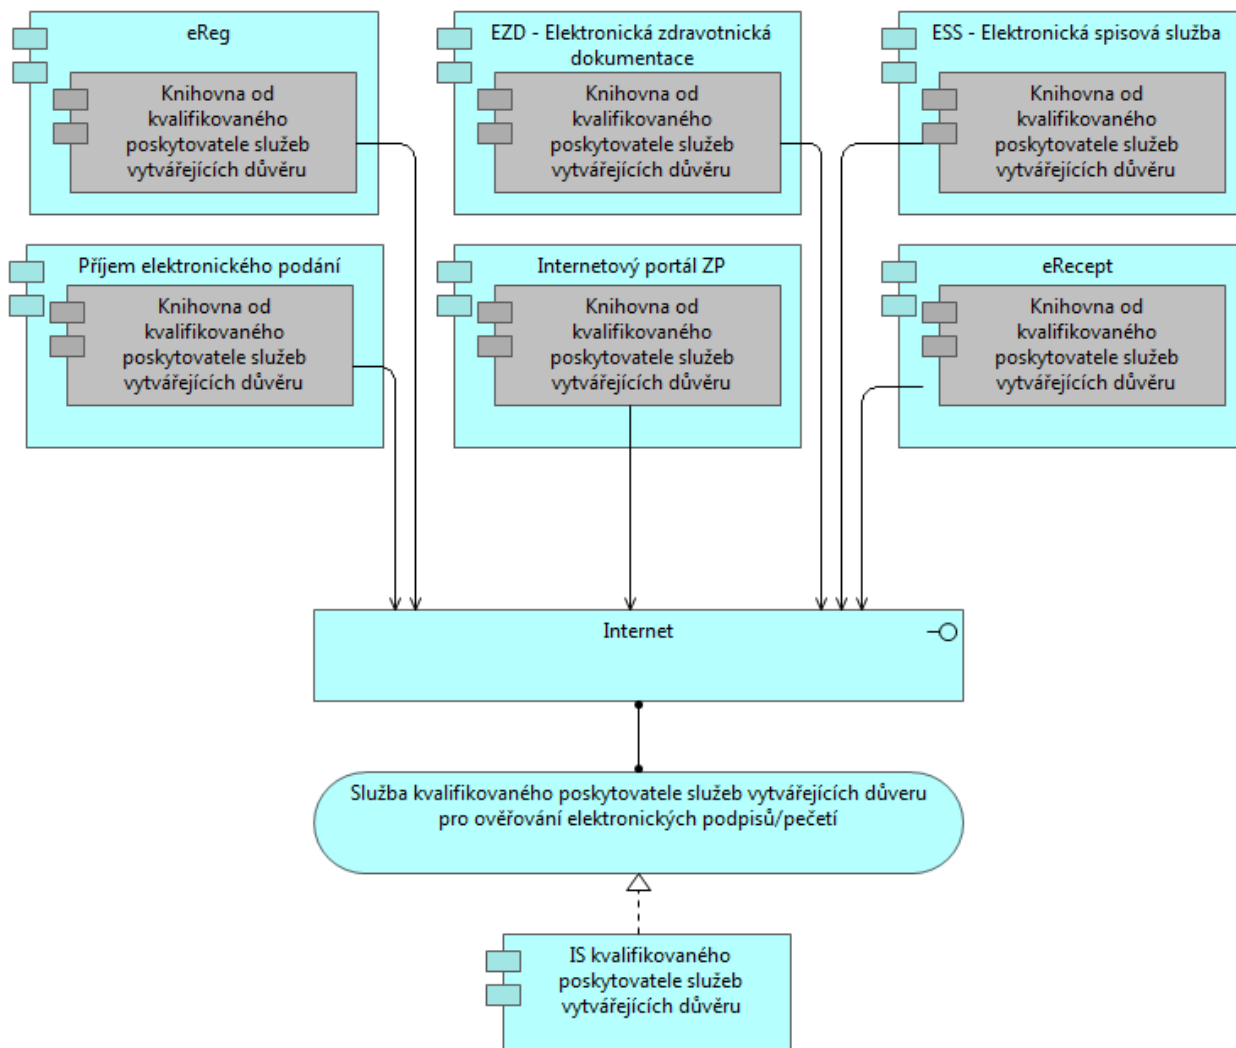 eReg
Knihovna od
kvalifikovaného
poskytovatele služeb
vytvářejících důvěru
EZD - Elektronická zdravotnická
dokumentace
Knihovna od
kvalifikovaného
poskytovatele služeb
vytvářejících důvěru
ESS - Elektronická spisová služba
Knihovna od
kvalifikovaného
poskytovatele služeb
vytvářejících důvěru
Příjem elektronického podání
Knihovna od
kvalifikovaného
poskytovatele služeb
vytvářejících důvěru
Internetový portál ZP
Knihovna od
kvalifikovaného
poskytovatele služeb
vytvářejících důvěru
eRecept
Knihovna od
kvalifikovaného
poskytovatele služeb
vytvářejících důvěru
Internet
Služba kvalifikovaného poskytovatele služeb vytvářejících důveru
pro ověřování elektronických podpisů/pečetí
IS kvalifikovaného
poskytovatele služeb
vytvářejících důvěru